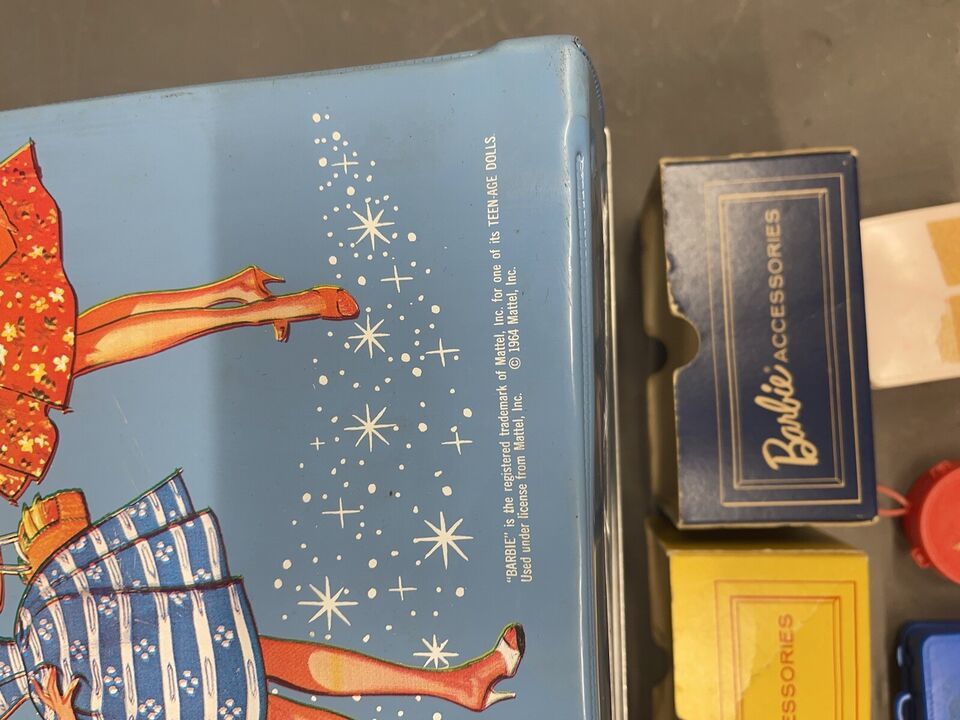 "BARBIE" is the registered trademark of Mattel, Inc. for one of its TEEN-AGE DOLLS.
Used under license from Mattel, Inc. © 1964 Mattel, Inc.
Barbie® ACCESSORIES
ESSORIES